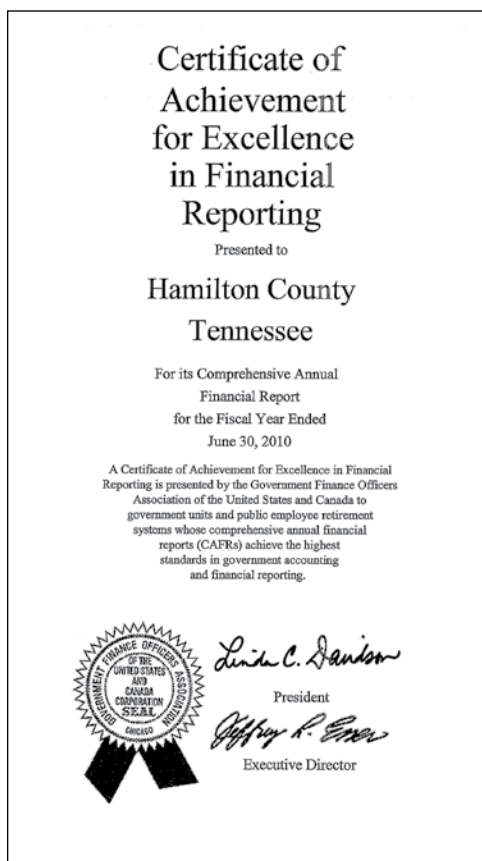 Certificate of
Achievement
for Excellence
in Financial
Reporting
Presented to
Hamilton County
Tennessee
For its Comprehensive Annual
Financial Report
for the Fiscal Year Ended
June 30, 2010
A Certificate of Achievement for Excellence in Financial
Reporting is presented by the Government Finance Officers
Association of the United States and Canada to
government units and public employee retirement
systems whose comprehensive annual financial
reports (CAFRs) achieve the highest
standards in government accounting
and financial reporting.
GOVERNMENT FINANCE OFFICERS ASSOCIATION
OF THE
UNITED STATES
AND
CANADA
CORPORATION
SEAL
CHICAGO
Linda C. Davidson
President
Jeffrey R. Ener
Executive Director